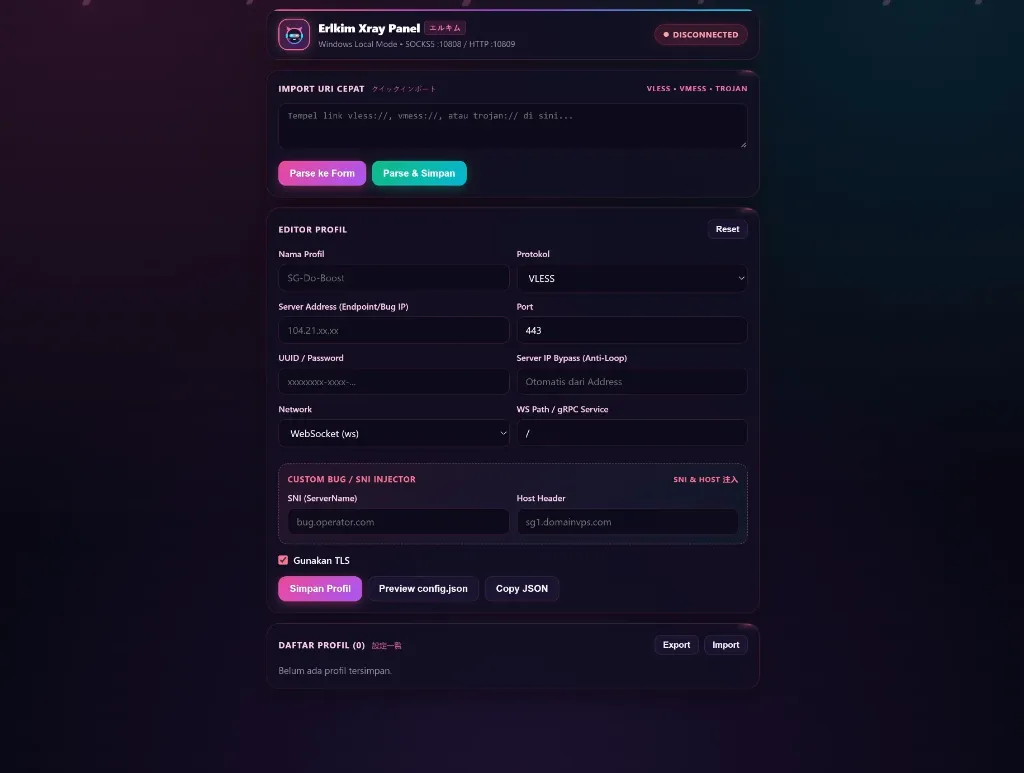 Erlkim Xray Panel エルキム
Windows Local Mode • SOCKS5 :10808 / HTTP :10809
DISCONNECTED
IMPORT URI CEPAT クイックインポート
VLESS • VMESS • TROJAN
Tempel link vless://, vmess://, atau trojan:// di sini...
Parse ke Form
Parse & Simpan
EDITOR PROFIL
Reset
Nama Profil
Protokol
SG-Do-Boost
VLESS
Server Address (Endpoint/Bug IP)
Port
104.21.xx.xx
443
UUID / Password
Server IP Bypass (Anti-Loop)
xxxxxxxx-xxxx-...
Otomatis dari Address
Network
WS Path / gRPC Service
WebSocket (ws)
/
CUSTOM BUG / SNI INJECTOR
SNI & HOST 注入
SNI (ServerName)
Host Header
bug.operator.com
sg1.domainvps.com
Gunakan TLS
Simpan Profil
Preview config.json
Copy JSON
DAFTAR PROFIL (0) 設定一覧
Export
Import
Belum ada profil tersimpan.